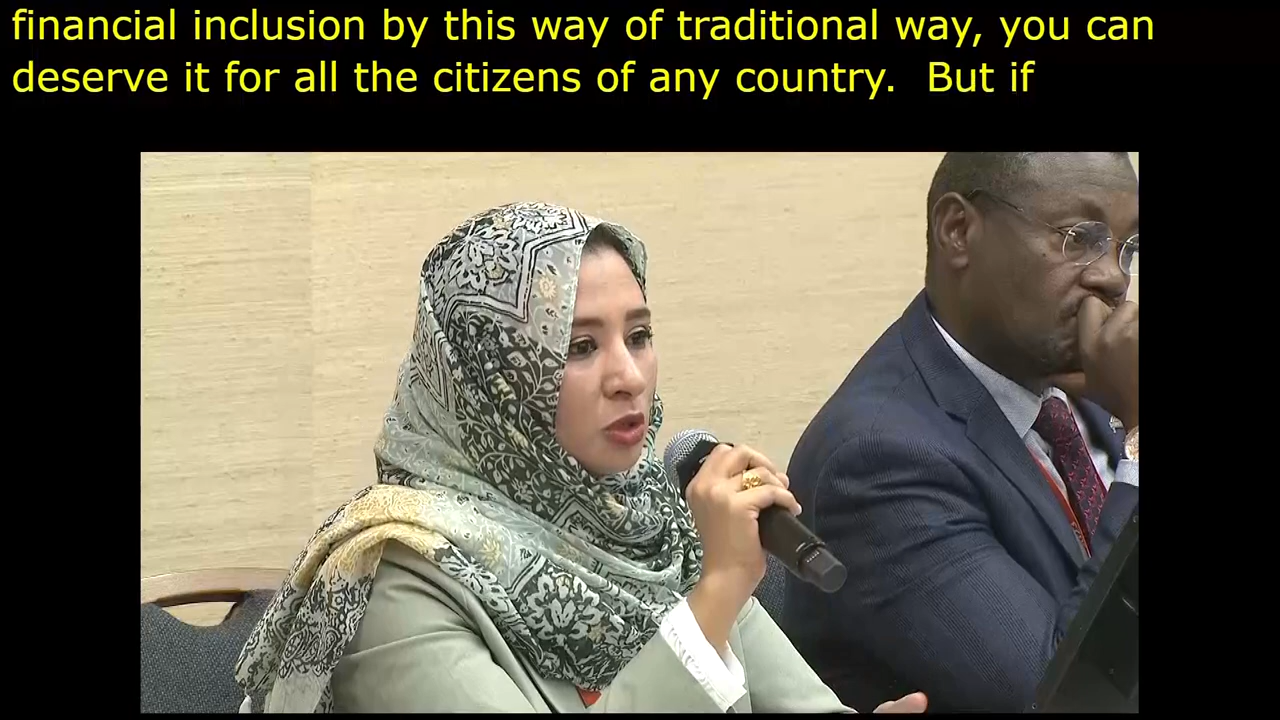 financial inclusion by this way of traditional way, you can
deserve it for all the citizens of any country.  But if